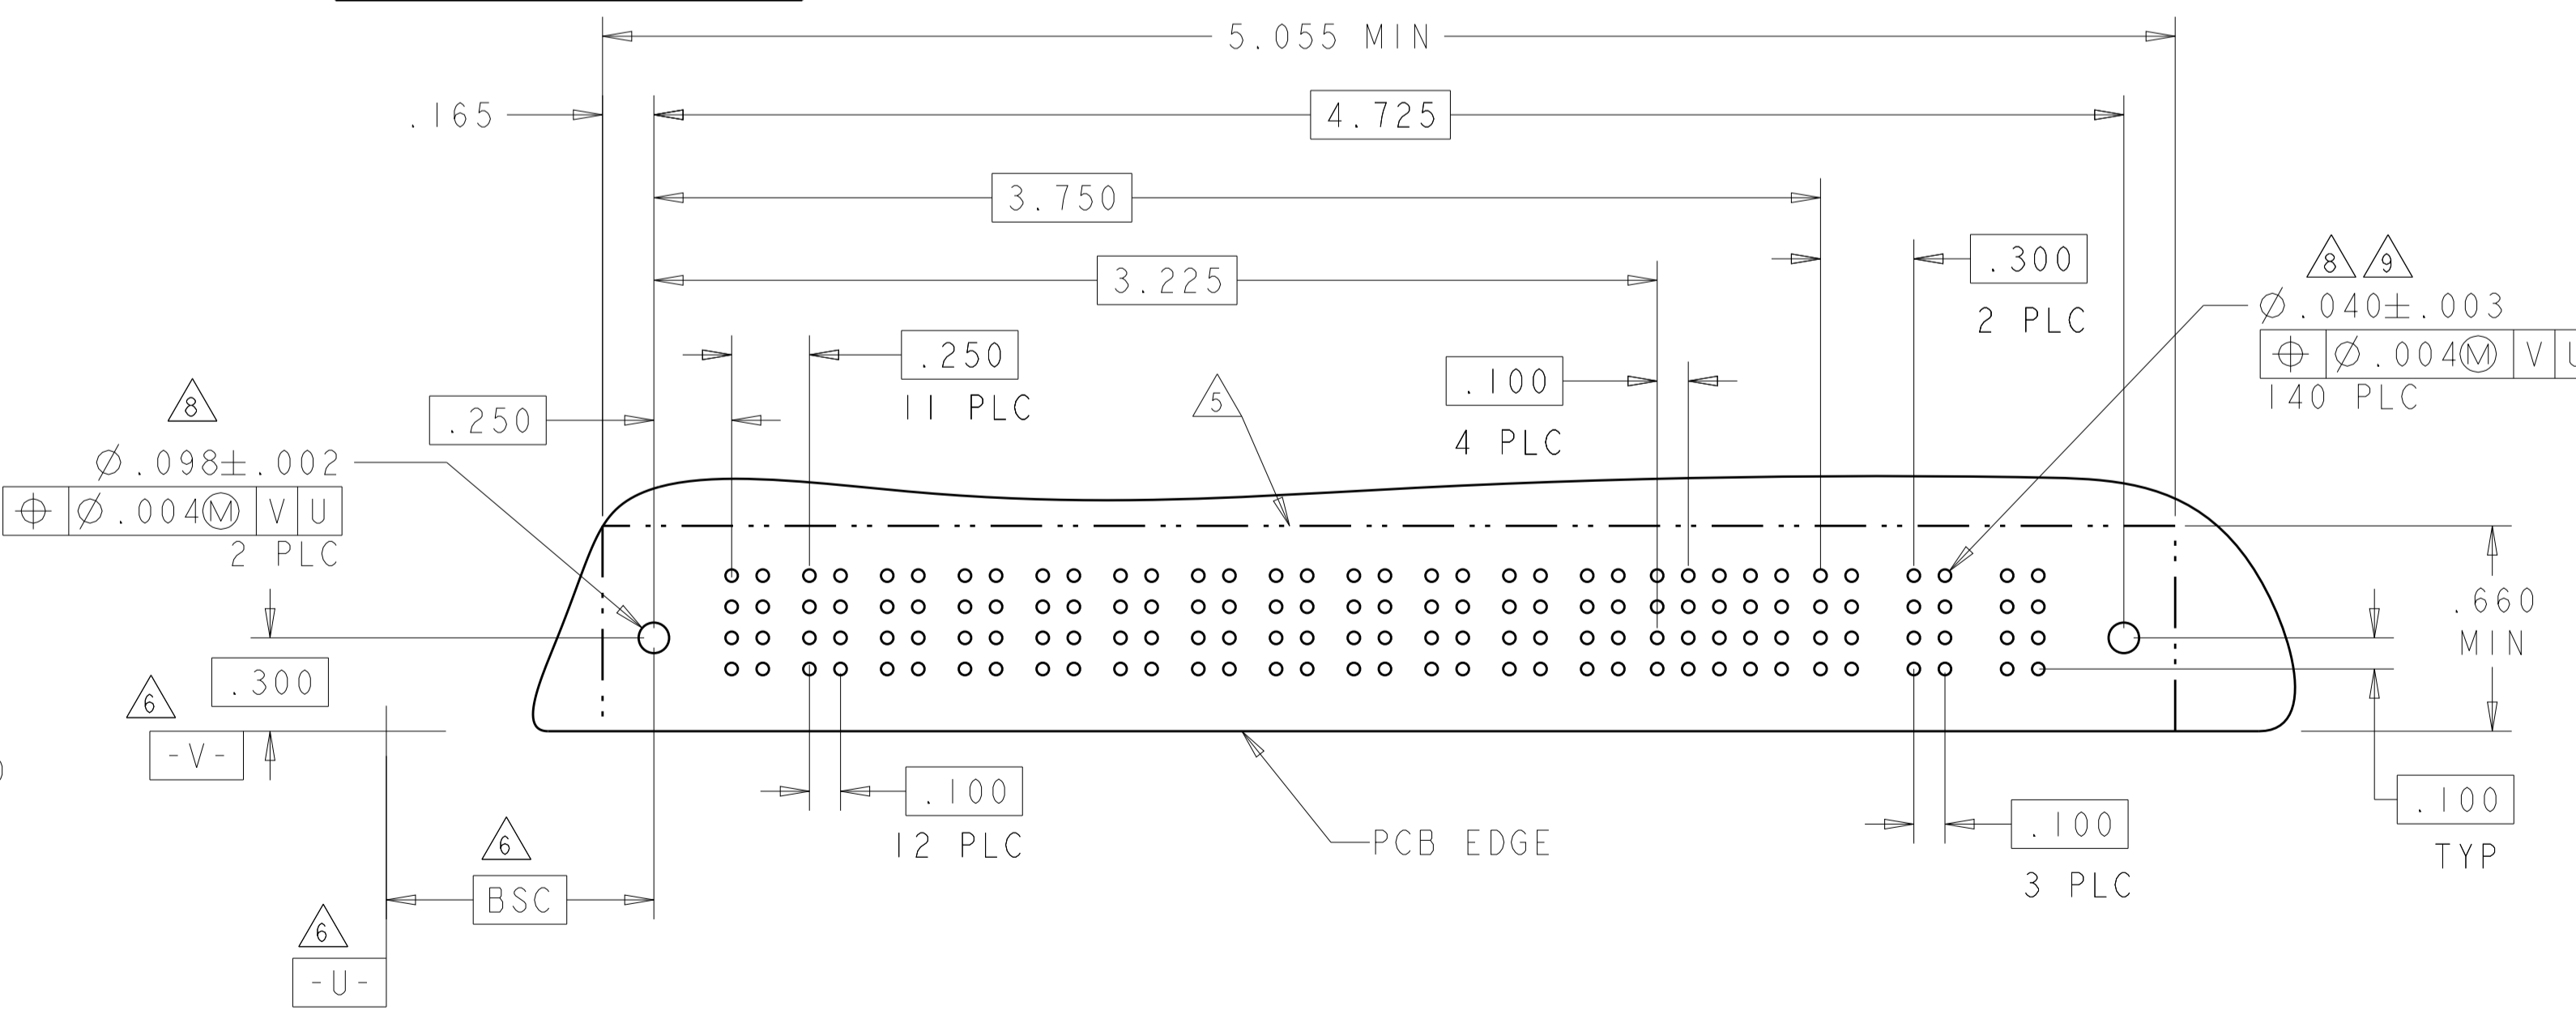 5.055 MIN
.165
4.725
3.750
3.225
.300
2 PLC
8 9
Ø.040±.003
⌖ Ø.004Ⓜ V U
140 PLC
.250
11 PLC
.100
4 PLC
5
8
.250
Ø.098±.002
⌖ Ø.004Ⓜ V U
2 PLC
.660
MIN
.300
6
-V-
.100
12 PLC
PCB EDGE
.100
3 PLC
.100
TYP
6
BSC
6
-U-